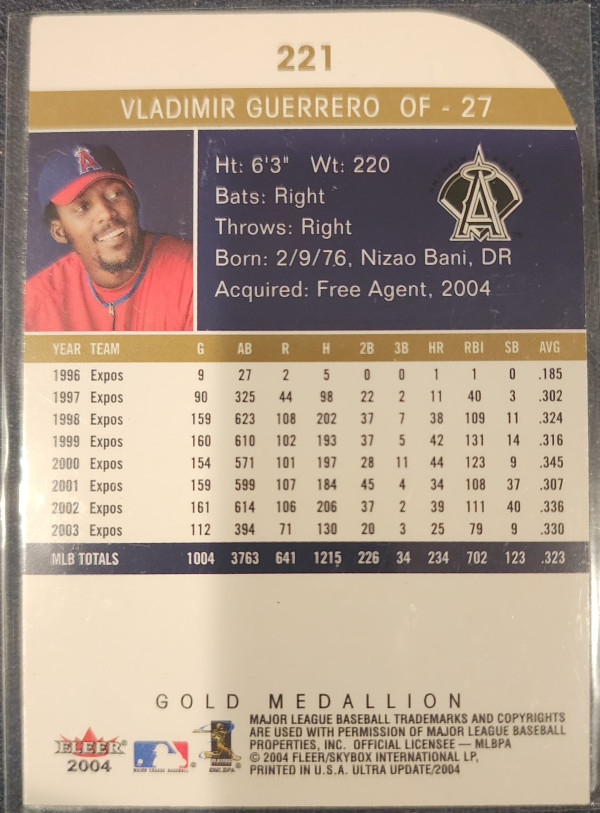 221
VLADIMIR GUERRERO OF - 27
A
Ht: 6'3" Wt: 220
Bats: Right
Throws: Right
Born: 2/9/76, Nizao Bani, DR
Acquired: Free Agent, 2004
A
YEAR TEAM G AB R H 2B 3B HR RBI SB AVG
1996 Expos 9 27 2 5 0 0 1 1 0 .185
1997 Expos 90 325 44 98 22 2 11 40 3 .302
1998 Expos 159 623 108 202 37 7 38 109 11 .324
1999 Expos 160 610 102 193 37 5 42 131 14 .316
2000 Expos 154 571 101 197 28 11 44 123 9 .345
2001 Expos 159 599 107 184 45 4 34 108 37 .307
2002 Expos 161 614 106 206 37 2 39 111 40 .336
2003 Expos 112 394 71 130 20 3 25 79 9 .330
MLB TOTALS 1004 3763 641 1215 226 34 234 702 123 .323
GOLD MEDALLION
FLEER
2004
MAJOR LEAGUE BASEBALL
MAJOR LEAGUE BASEBALL TRADEMARKS AND COPYRIGHTS
ARE USED WITH PERMISSION OF MAJOR LEAGUE BASEBALL
PROPERTIES, INC. OFFICIAL LICENSEE — MLBPA
© 2004 FLEER/SKYBOX INTERNATIONAL LP,
PRINTED IN U.S.A. ULTRA UPDATE/2004